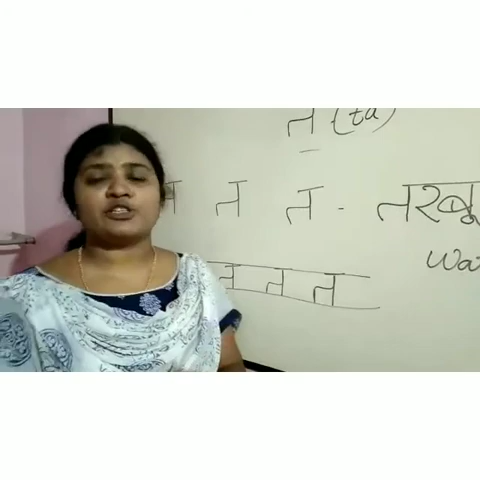 त (ta)
त त त - तरबू
wa
त त त